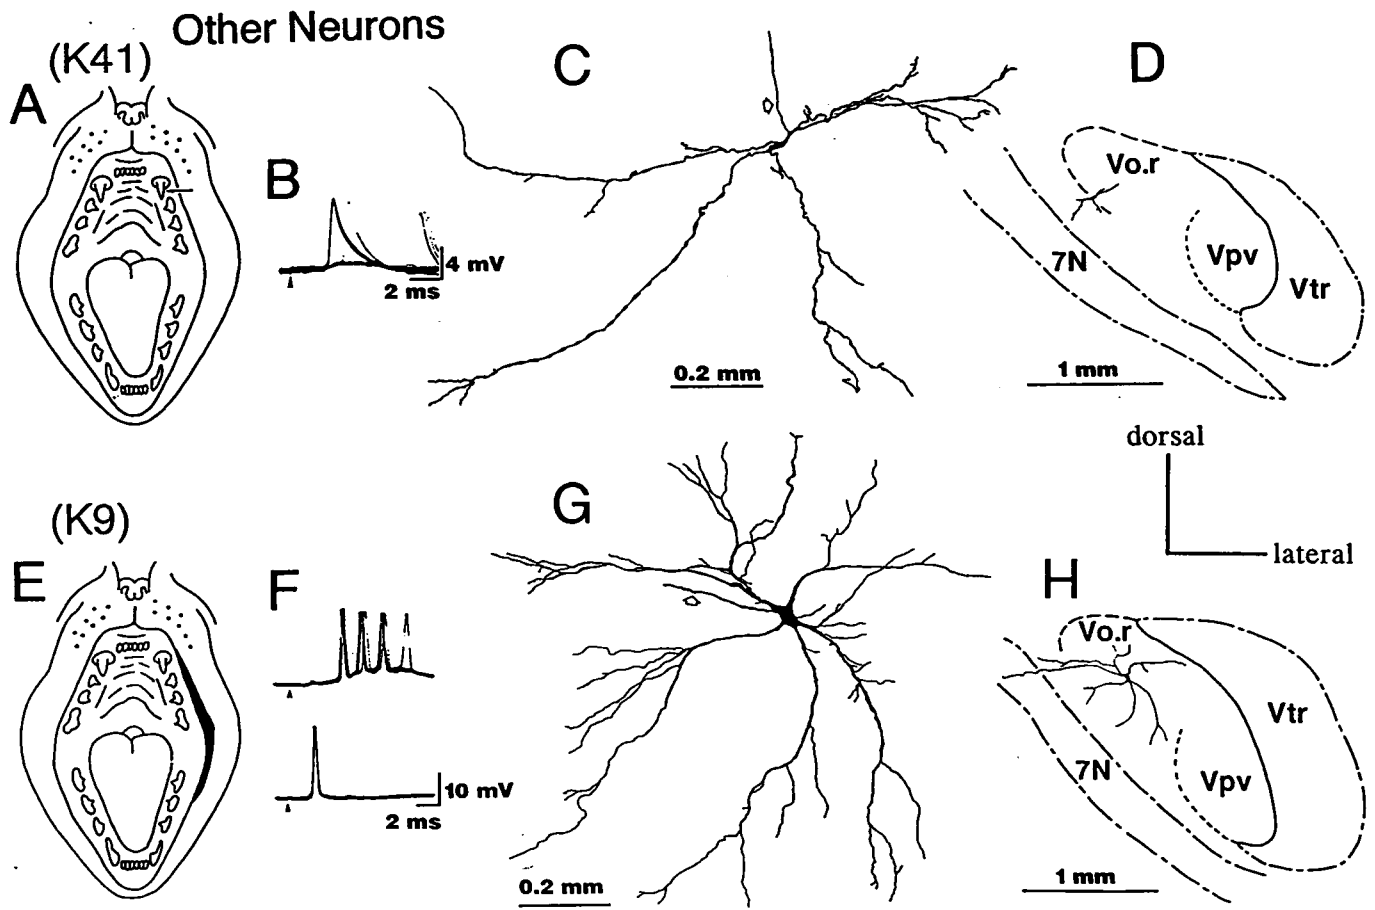 Other Neurons
(K41)
A
B
4 mV
2 ms
C
0.2 mm
D
Vo.r
Vpv
Vtr
7N
1 mm
dorsal
lateral
(K9)
E
F
10 mV
2 ms
G
0.2 mm
H
Vo.r
Vtr
Vpv
7N
1 mm